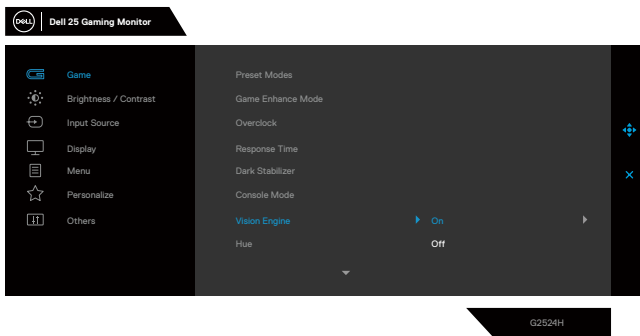 DELL Dell 25 Gaming Monitor
Game
Preset Modes
Brightness / Contrast
Game Enhance Mode
Input Source
Overclock
Display
Response Time
Menu
Dark Stabilizer
Personalize
Console Mode
Others
Vision Engine On
Hue Off
G2524H